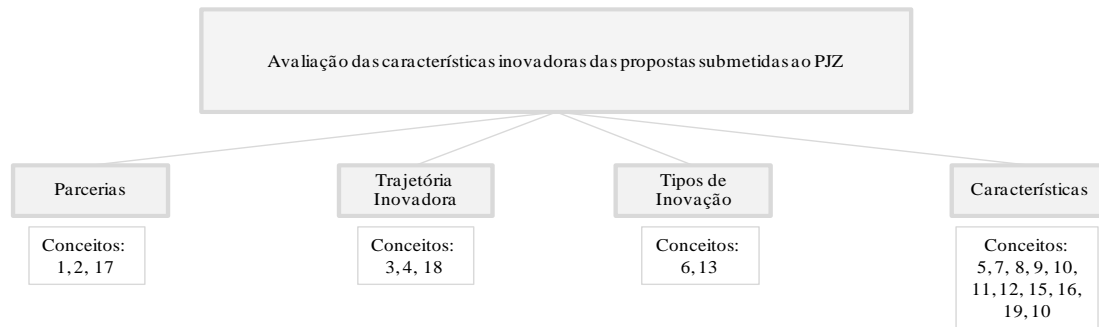 Avaliação das características inovadoras das propostas submetidas ao PJZ
Parcerias
Conceitos:
1,2, 17
Trajetória
Inovadora
Conceitos:
3,4, 18
Tipos de
Inovação
Conceitos:
6,13
Características
Conceitos:
5,7, 8, 9, 10,
11,12, 15, 16,
19,10